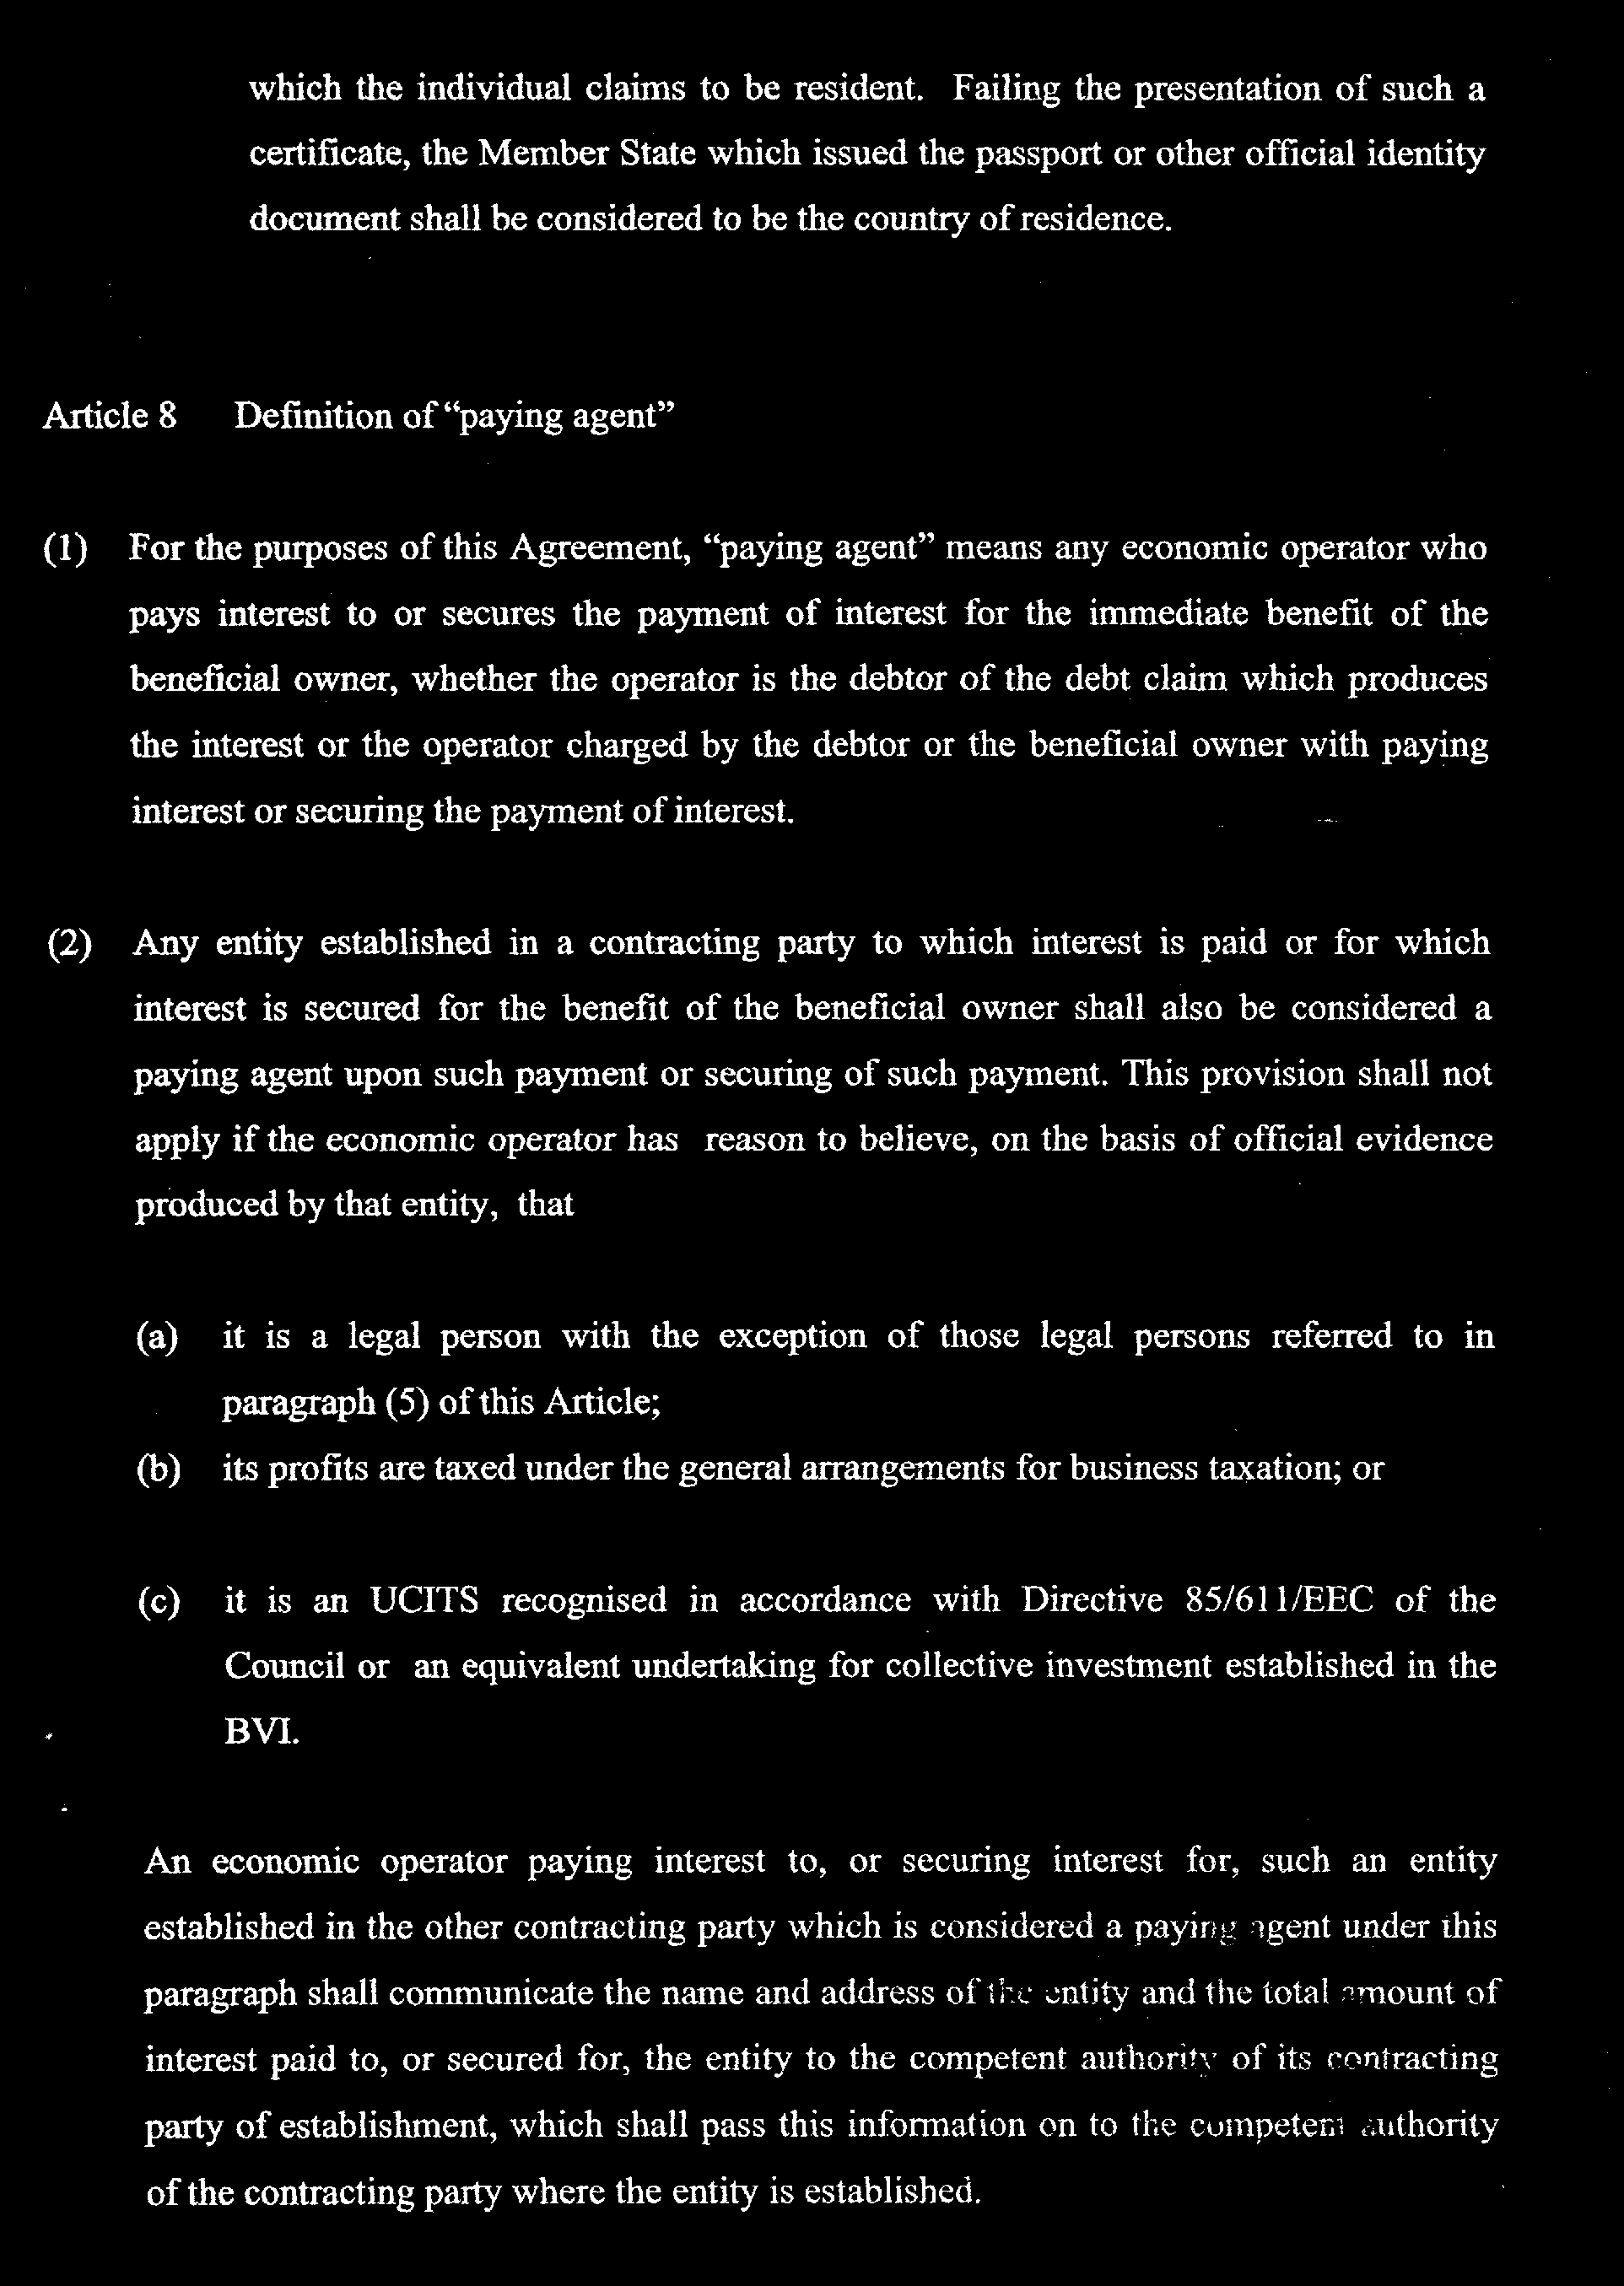 which the individual claims to be resident. Failing the presentation of such a
certificate, the Member State which issued the passport or other official identity
document shall be considered to be the country of residence.
Article 8 Definition of “paying agent”
(1) For the purposes of this Agreement, “paying agent” means any economic operator who
pays interest to or secures the payment of interest for the immediate benefit of the
beneficial owner, whether the operator is the debtor of the debt claim which produces
the interest or the operator charged by the debtor or the beneficial owner with paying
interest or securing the payment of interest.
(2) Any entity established in a contracting party to which interest is paid or for which
interest is secured for the benefit of the beneficial owner shall also be considered a
paying agent upon such payment or securing of such payment. This provision shall not
apply if the economic operator has reason to believe, on the basis of official evidence
produced by that entity, that
(a) it is a legal person with the exception of those legal persons referred to in
paragraph (5) of this Article;
(b) its profits are taxed under the general arrangements for business taxation; or
(c) it is an UCITS recognised in accordance with Directive 85/611/EEC of the
Council or an equivalent undertaking for collective investment established in the
BVI.
An economic operator paying interest to, or securing interest for, such an entity
established in the other contracting party which is considered a paying agent under this
paragraph shall communicate the name and address of the entity and the total amount of
interest paid to, or secured for, the entity to the competent authority of its contracting
party of establishment, which shall pass this information on to the competent authority
of the contracting party where the entity is established.